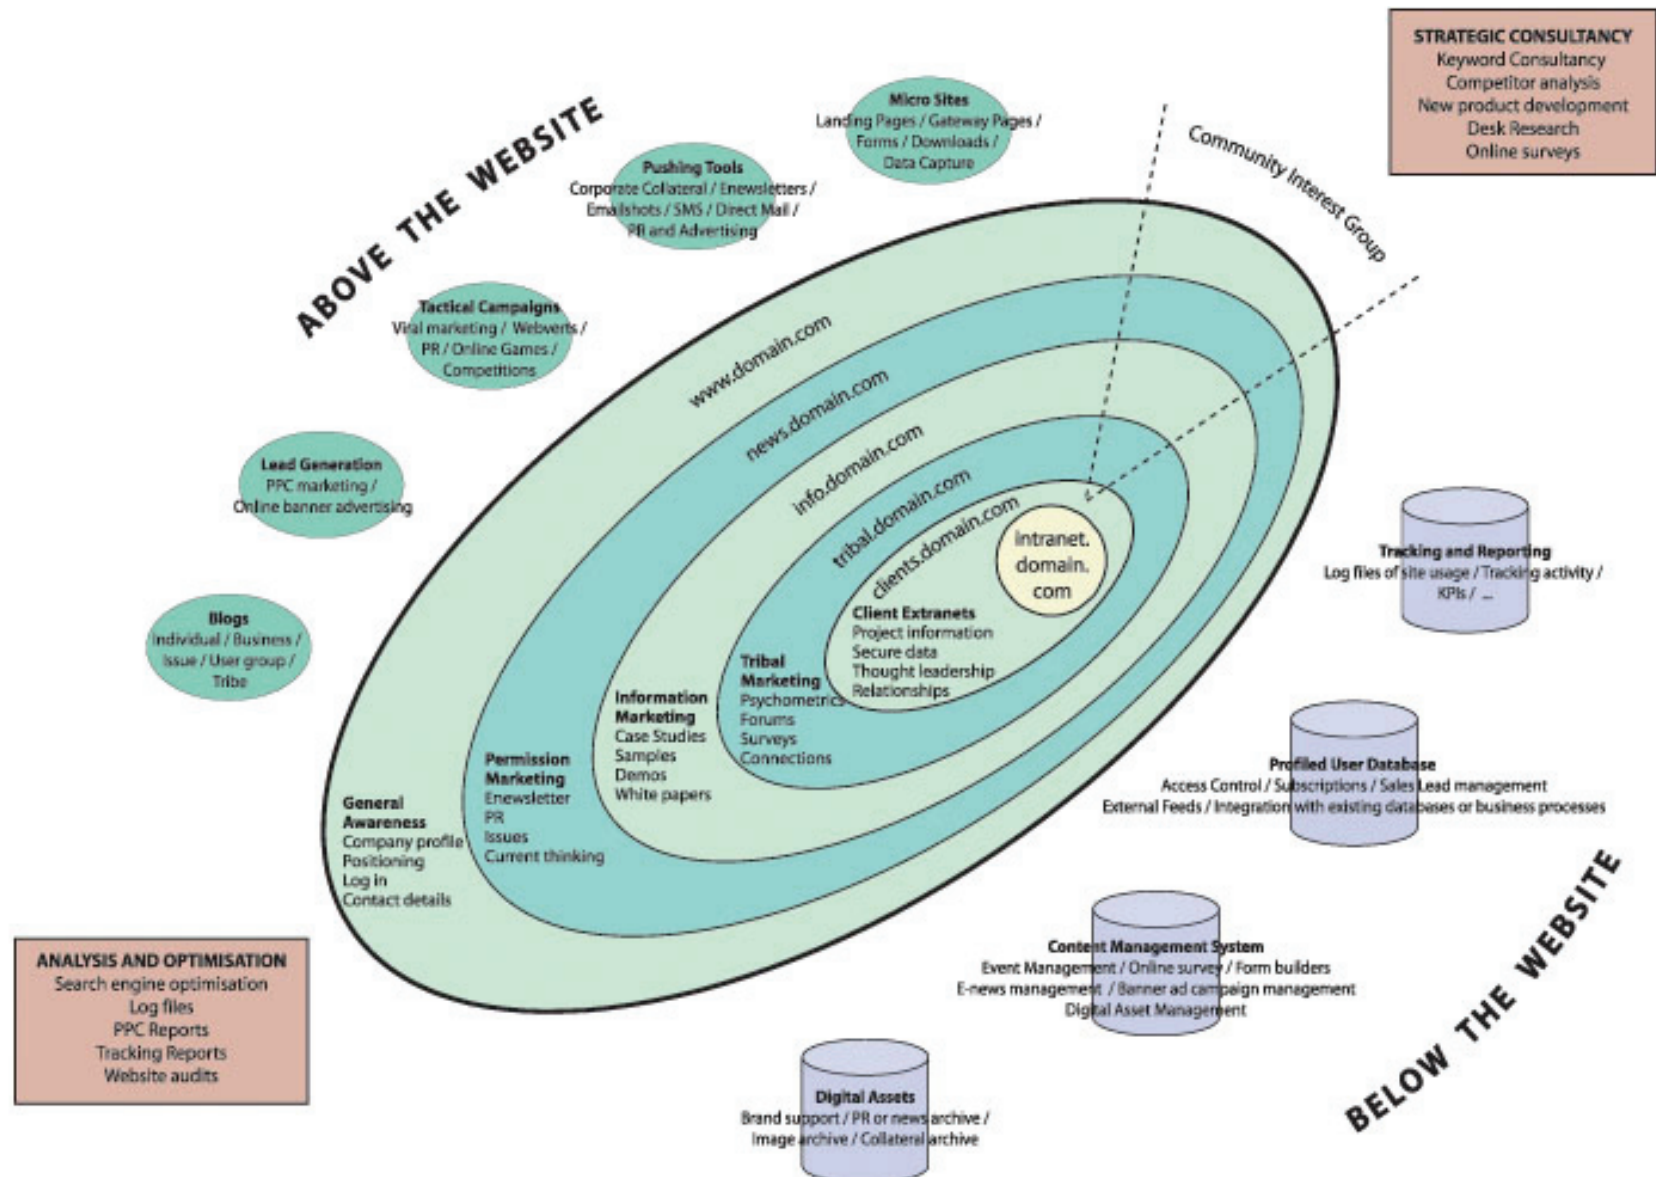 STRATEGIC CONSULTANCY
Keyword Consultancy
Competitor analysis
New product development
Desk Research
Online surveys
ABOVE THE WEBSITE
Micro Sites
Landing Pages / Gateway Pages /
Forms / Downloads /
Data Capture
Pushing Tools
Corporate Collateral / Enewsletters /
Emailshots / SMS / Direct Mail /
PR and Advertising
Tactical Campaigns
Viral marketing / Webverts /
PR / Online Games /
Competitions
Lead Generation
PPC marketing /
Online banner advertising
Blogs
Individual / Business /
Issue / User group /
Tribe
Community Interest Group
www.domain.com
news.domain.com
info.domain.com
tribal.domain.com
clients.domain.com
intranet.
domain.
com
Client Extranets
Project information
Secure data
Thought leadership
Relationships
Tribal
Marketing
Psychometrics
Forums
Surveys
Connections
Information
Marketing
Case Studies
Samples
Demos
White papers
Permission
Marketing
Enewsletter
PR
Issues
Current thinking
General
Awareness
Company profile
Positioning
Log in
Contact details
Tracking and Reporting
Log files of site usage / Tracking activity /
KPIs / ...
Profiled User Database
Access Control / Subscriptions / Sales Lead management
External Feeds / Integration with existing databases or business processes
Content Management System
Event Management / Online survey / Form builders
E-news management / Banner ad campaign management
Digital Asset Management
Digital Assets
Brand support / PR or news archive /
Image archive / Collateral archive
BELOW THE WEBSITE
ANALYSIS AND OPTIMISATION
Search engine optimisation
Log files
PPC Reports
Tracking Reports
Website audits